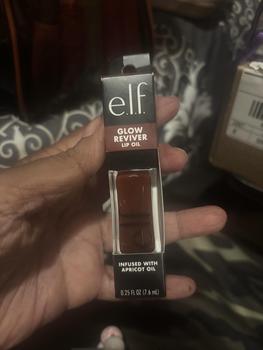 e.l.f.
GLOW
REVIVER
LIP OIL
INFUSED WITH
APRICOT OIL
0.25 FL OZ (7.6 mL)